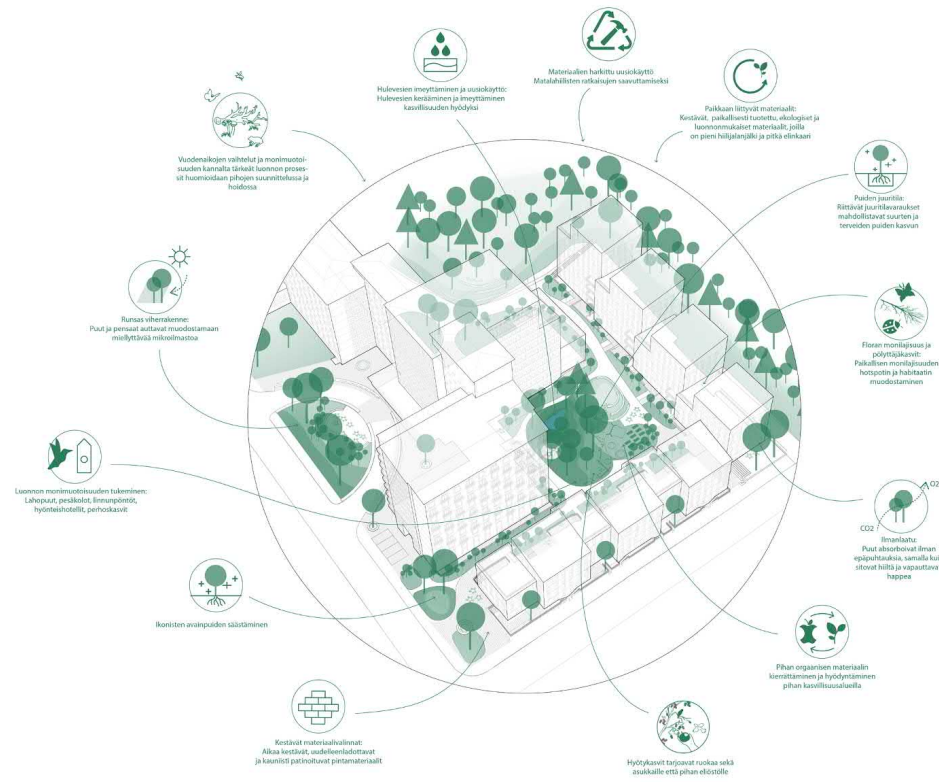 Materiaalien harkittu uusiokäyttö
Matalahiilisten ratkaisujen saavuttamiseksi
Hulevesien imeyttäminen ja uusiokäyttö:
Hulevesien kerääminen ja imeyttäminen
kasvillisuuden hyödyksi
Paikkaan liittyvät materiaalit:
Kestävät, paikallisesti tuotettu, ekologiset ja
luonnonmukaiset materiaalit, joilla
on pieni hiilijalanjälki ja pitkä elinkaari
Vuodenaikojen vaihtelut ja monimuotoi-
suuden kannalta tärkeät luonnon proses-
sit huomioidaan pihojen suunnittelussa ja
hoidossa
Puiden juuritila:
Riittävät juuritilavaraukset
mahdollistavat suurten ja
terveiden puiden kasvun
Runsas viherrakenne:
Puut ja pensaat auttavat muodostamaan
miellyttävää mikroilmastoa
Floran monilajisuus ja
pölyttäjäkasvit:
Paikallisen monilajisuuden
hotspotin ja habitaatin
muodostaminen
Luonnon monimuotoisuuden tukeminen:
Lahopuut, pesäkolot, linnunpöntöt,
hyönteishotellit, perhoskasvit
O2
CO2
Ilmanlaatu:
Puut absorboivat ilman
epäpuhtauksia, samalla kui
sitovat hiiltä ja vapauttava
happea
Ikonisten avainpuiden säästäminen
Pihan orgaanisen materiaalin
kierrättäminen ja hyödyntäminen
pihan kasvillisuusalueilla
Kestävät materiaalivalinnat:
Aikaa kestävät, uudelleenladottavat
ja kauniisti patinoituvat pintamateriaalit
Hyötykasvit tarjoavat ruokaa sekä
asukkaille että pihan eliöstölle